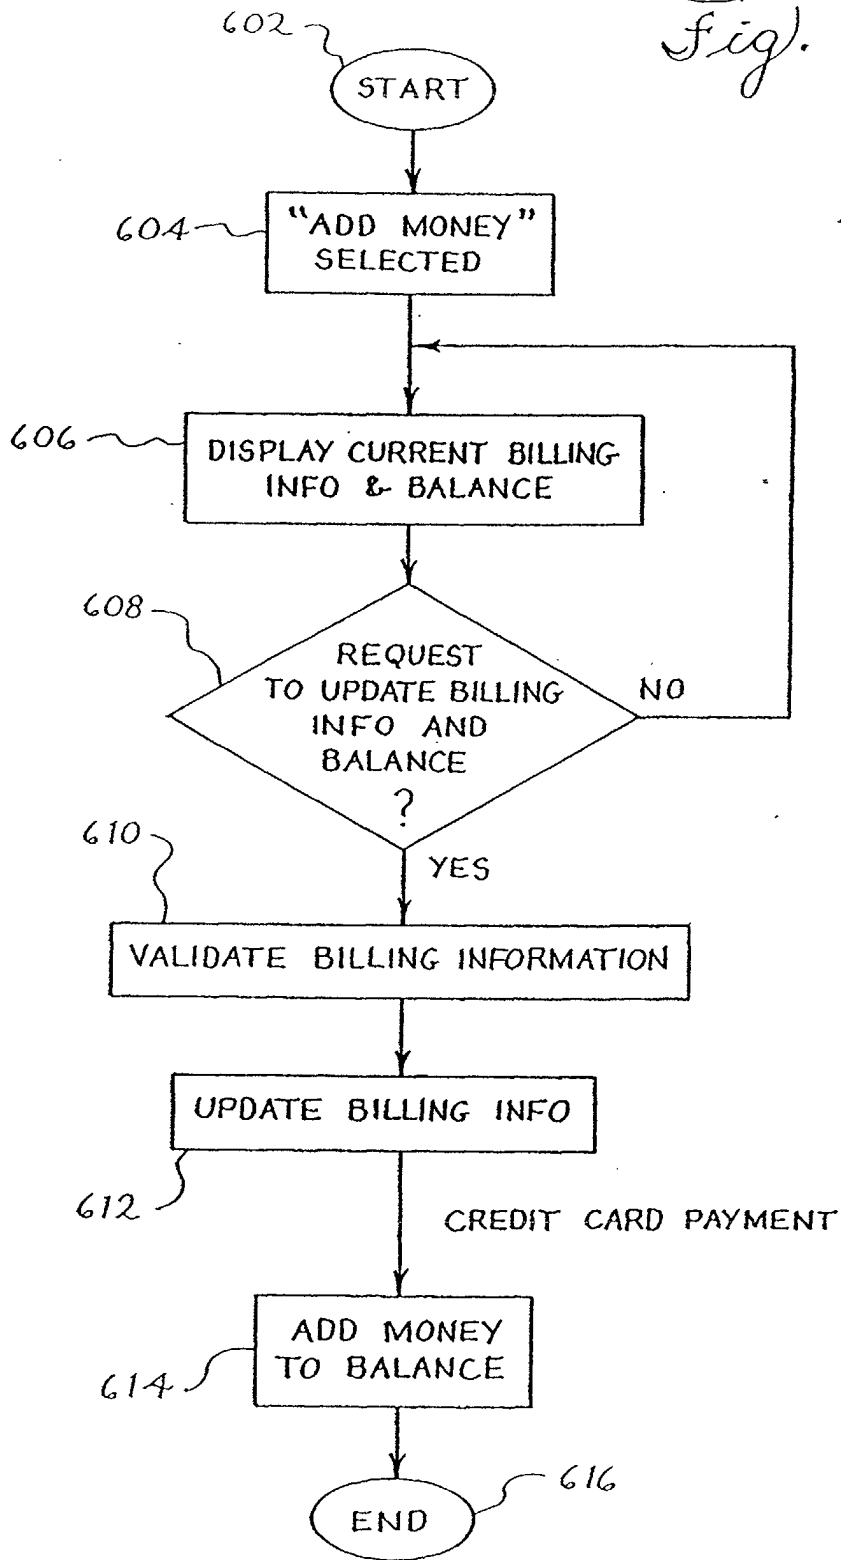 Fig.
602
START
604
"ADD MONEY"
SELECTED
606
DISPLAY CURRENT BILLING
INFO & BALANCE
608
REQUEST
TO UPDATE BILLING
INFO AND
BALANCE
?
NO
YES
610
VALIDATE BILLING INFORMATION
UPDATE BILLING INFO
612
CREDIT CARD PAYMENT
ADD MONEY
TO BALANCE
614
END
616